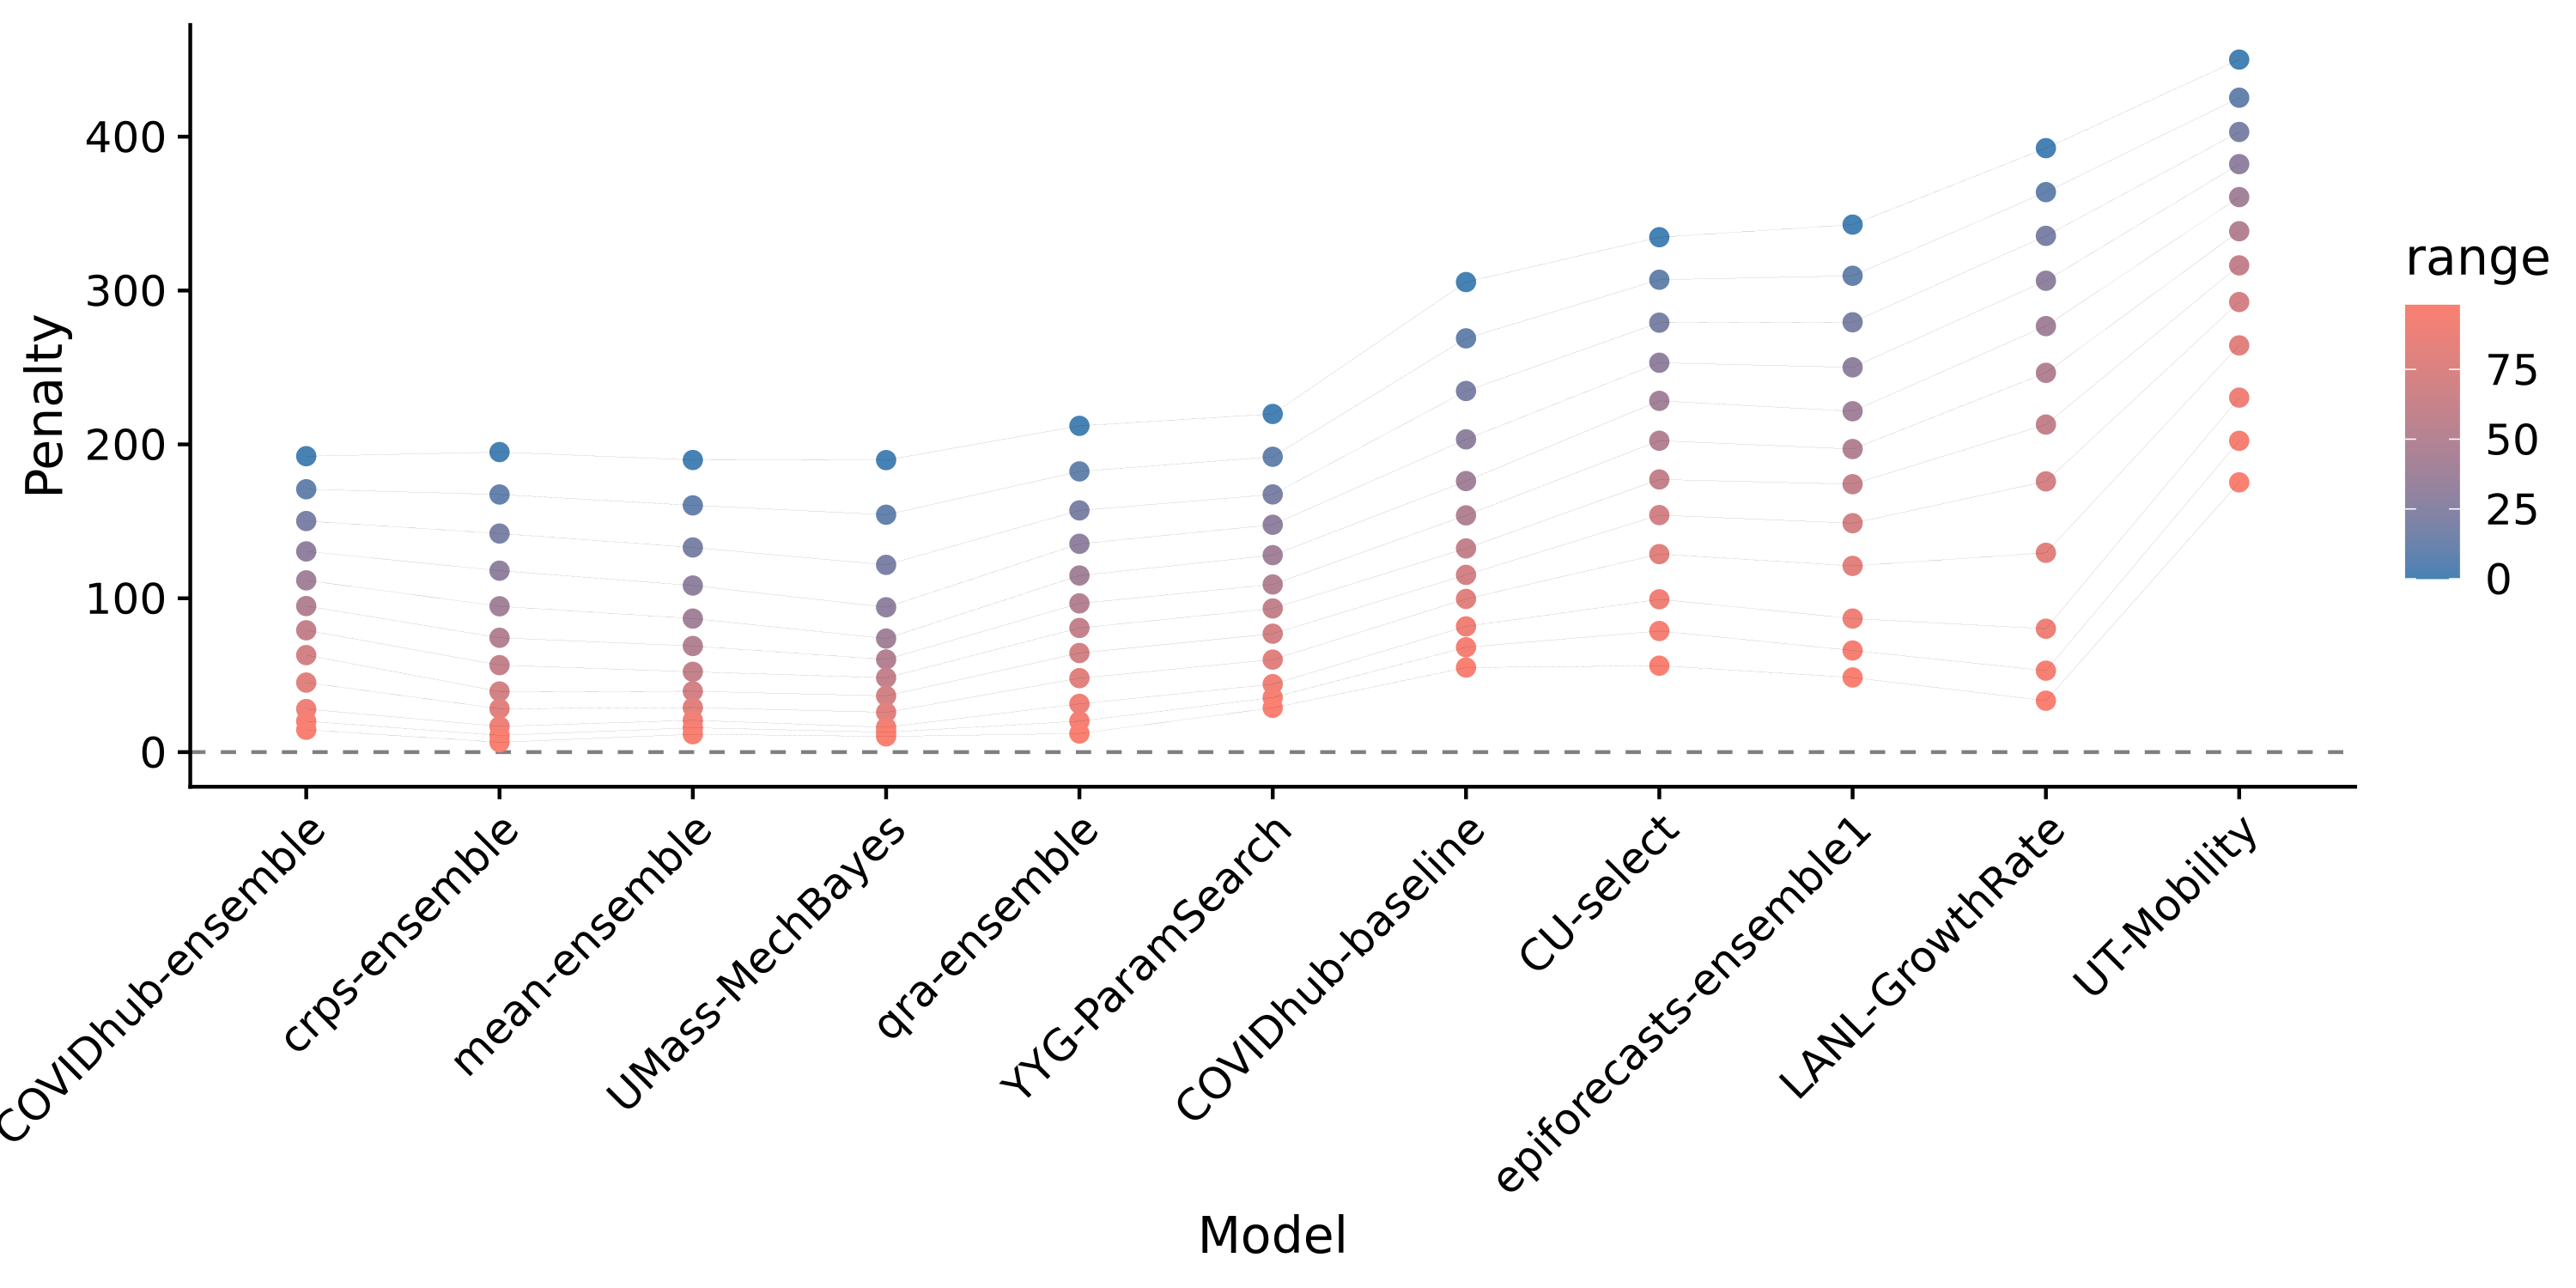 Penalty
400
300
200
100
0
COVIDhub-ensemble
crps-ensemble
mean-ensemble
UMass-MechBayes
qra-ensemble
YYG-ParamSearch
COVIDhub-baseline
CU-select
epiforecasts-ensemble1
LANL-GrowthRate
UT-Mobility
Model
range
75
50
25
0